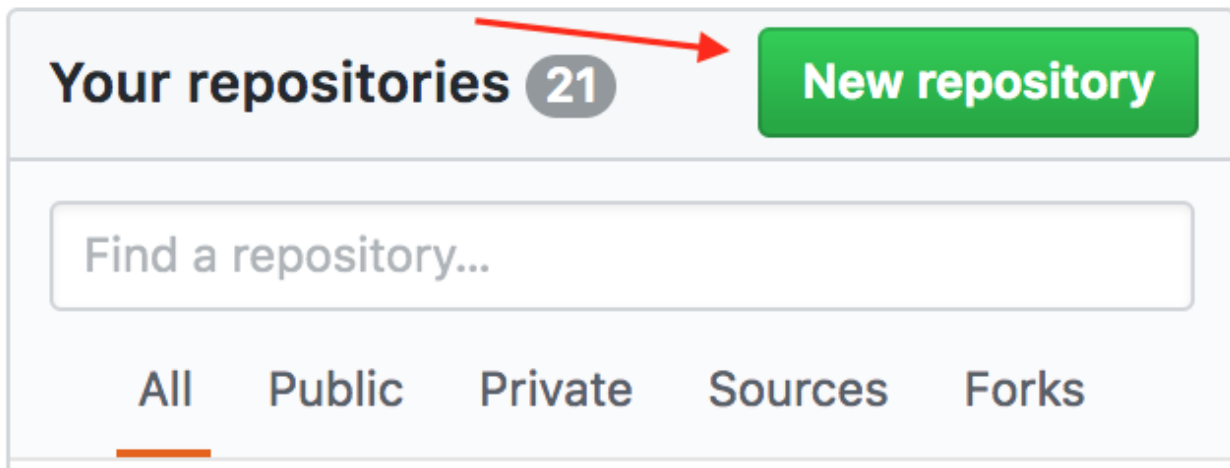 Your repositories 21 New repository
Find a repository...
All Public Private Sources Forks